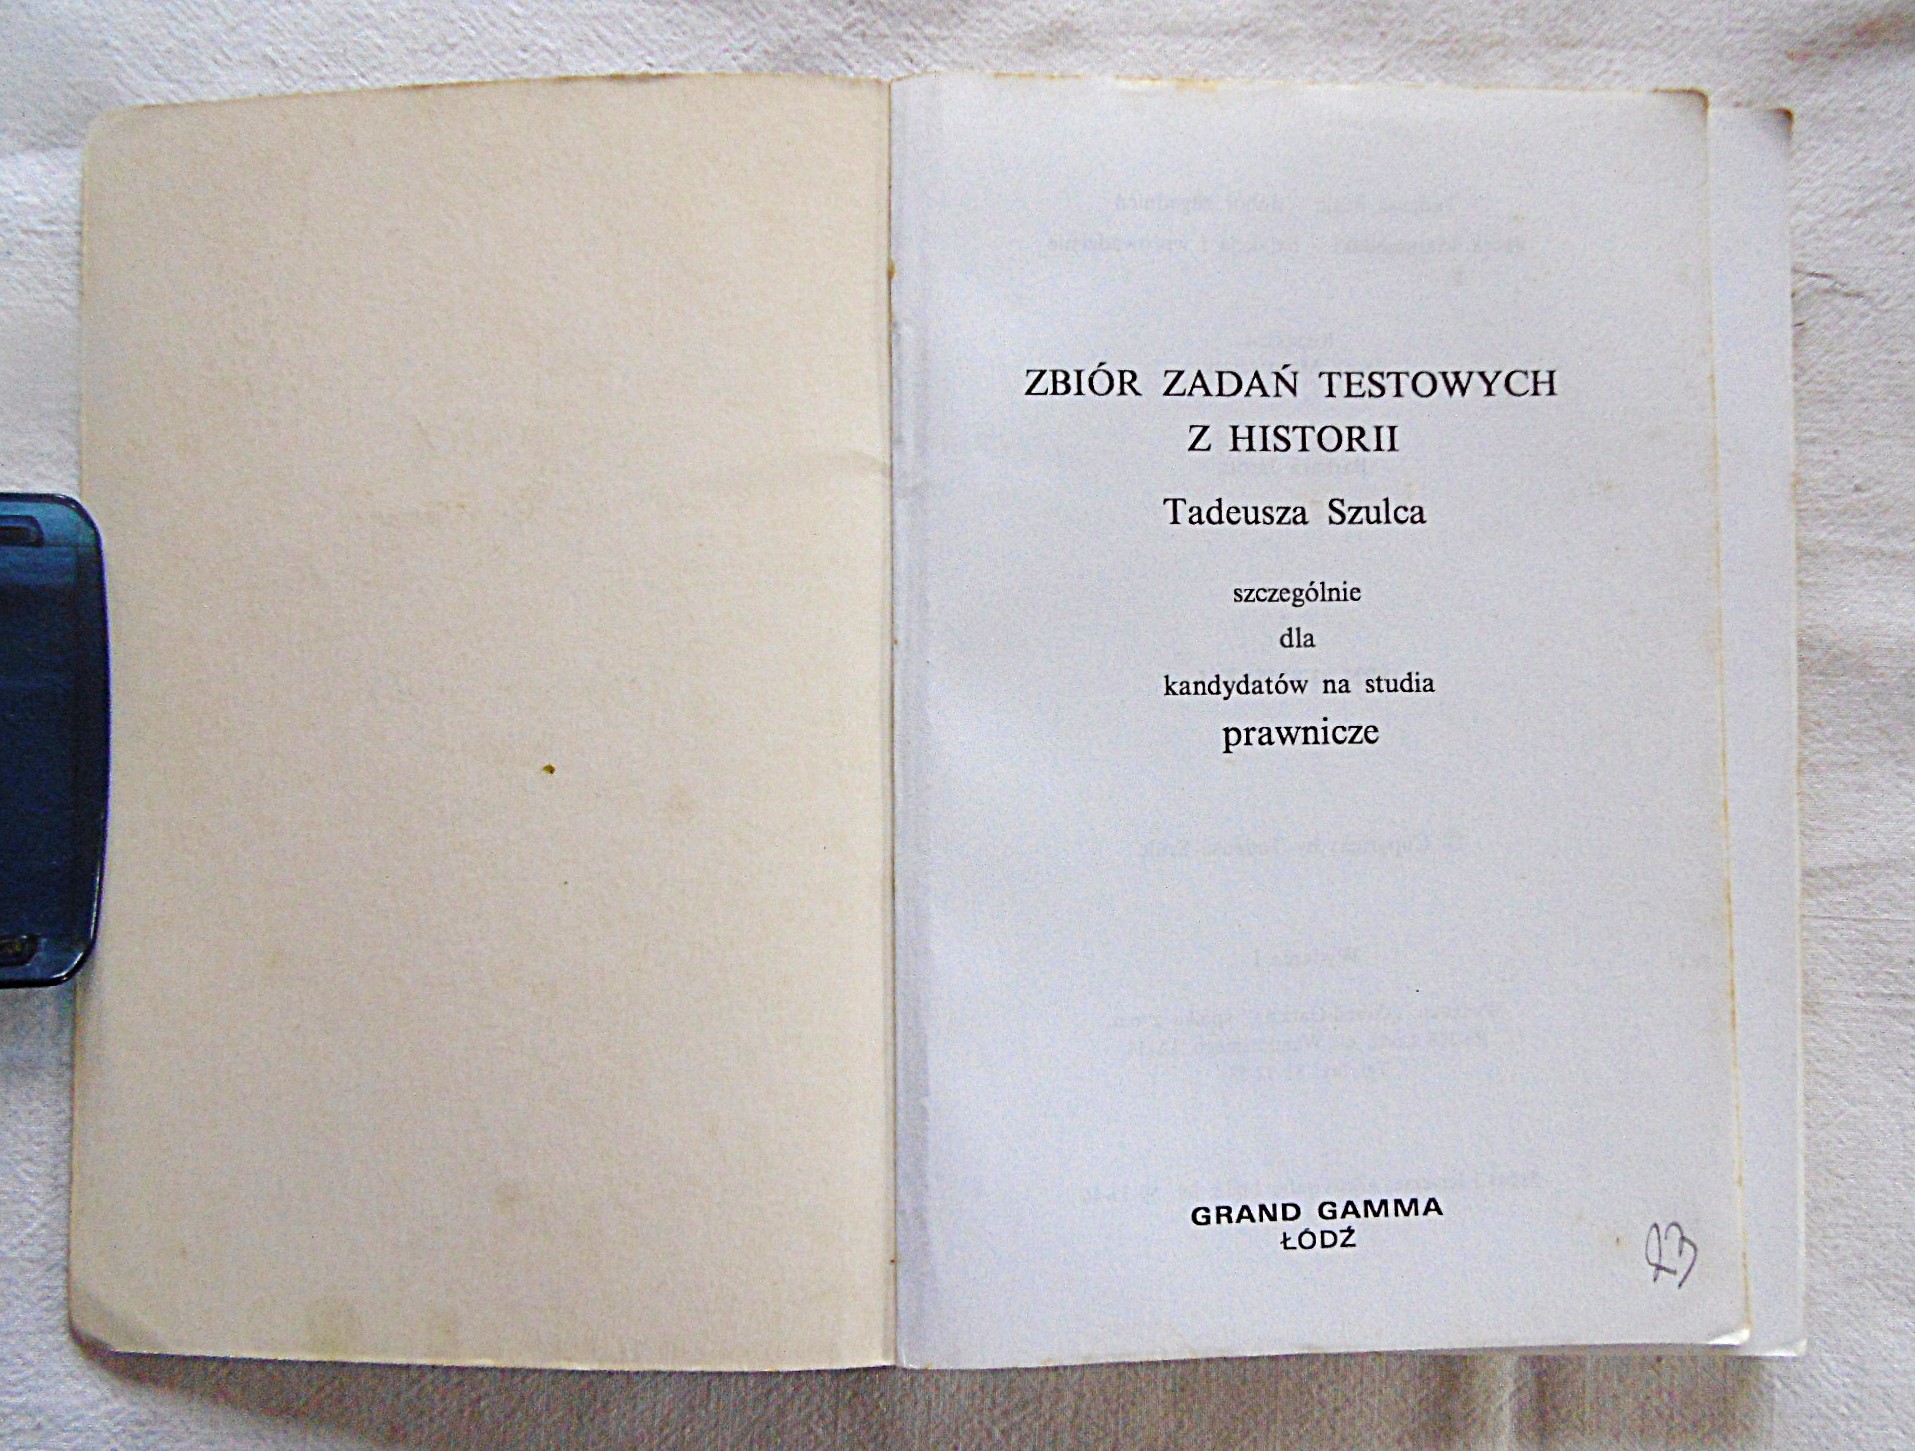 ZBIÓR ZADAŃ TESTOWYCH
Z HISTORII
Tadeusza Szulca
szczególnie
dla
kandydatów na studia
prawnicze
GRAND GAMMA
ŁÓDŹ